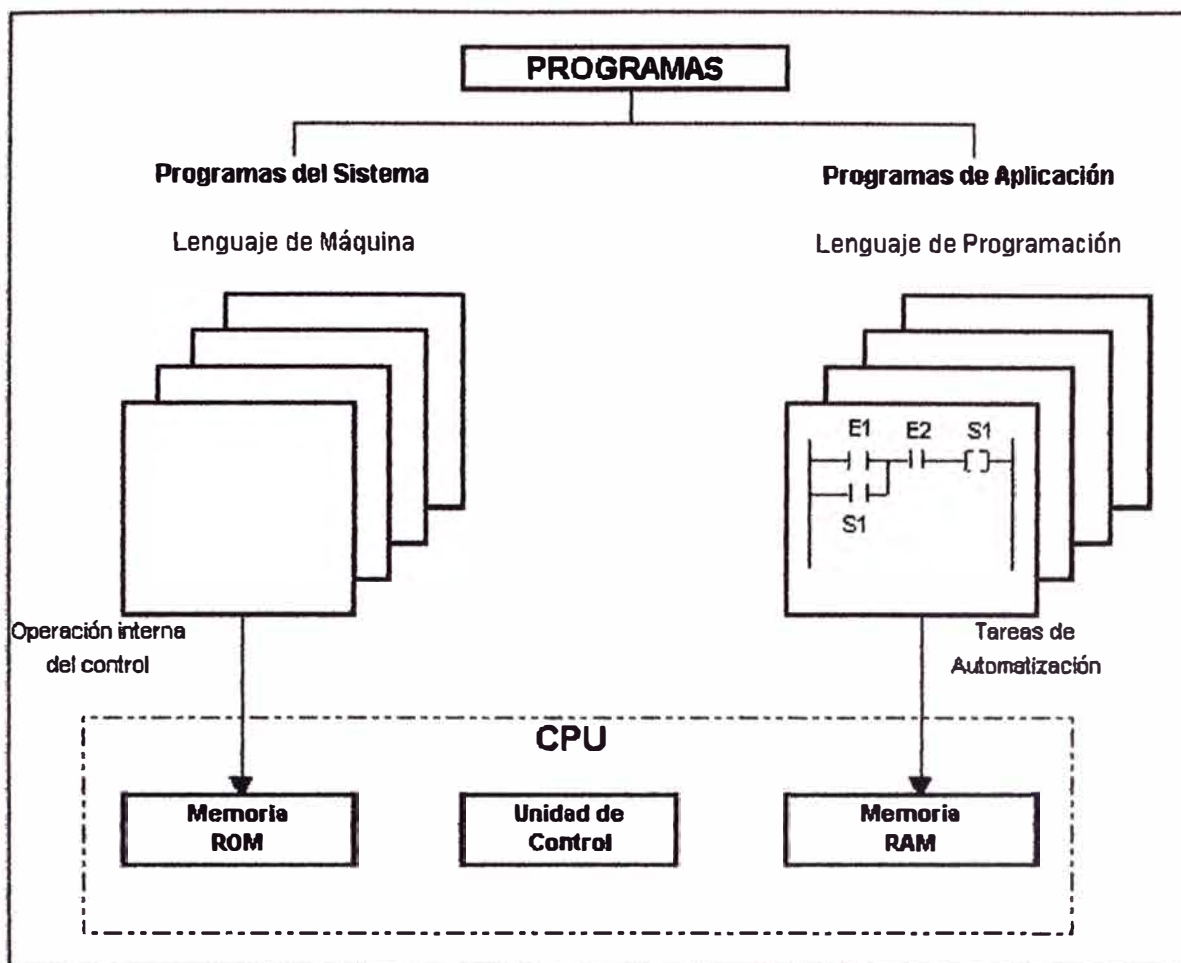 PROGRAMAS
Programas del Sistema
Lenguaje de Máquina
Operación interna
del control
Programas de Aplicación
Lenguaje de Programación
E1 E2 S1
S1
Tareas de
Automatización
CPU
Memoria
ROM
Unidad de
Control
Memoria
RAM